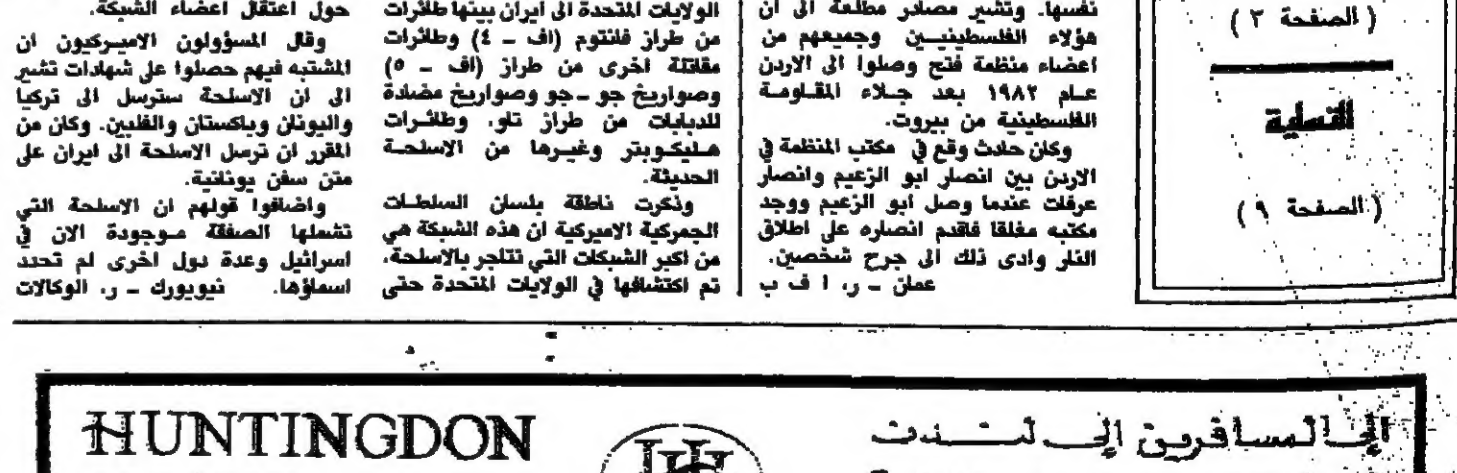 ( الصفحة ٢ )
التسلية
( الصفحة ٩ )
نفسها. وتشير مصادر مطلعة الى ان
هؤلاء الفلسطينيين وجميعهم من
اعضاء منظمة فتح وصلوا الى الاردن
عام ١٩٨٢ بعد جلاء المقاومة
الفلسطينية من بيروت.
وكان حادث وقع في مكتب المنظمة في
الاردن بين انصار ابو الزعيم وانصار
عرفات عندما وصل ابو الزعيم ووجد
مكتبه مغلقا فاقدم انصاره على اطلاق
النار وادى ذلك الى جرح شخصين.
عمان ــ ر، ا ف ب
الولايات المتحدة الى ايران بينها طائرات
من طراز فانتوم (اف ــ ٤) وطائرات
مقاتلة اخرى من طراز (اف ــ ٥)
وصواريخ جو ــ جو وصواريخ مضادة
للدبابات من طراز تاو، وطائرات
هليكوبتر وغيرها من الاسلحة
الحديثة.
وذكرت ناطقة بلسان السلطات
الجمركية الاميركية ان هذه الشبكة هي
من اكبر الشبكات التي تتاجر بالاسلحة،
تم اكتشافها في الولايات المتحدة حتى
حول اعتقال اعضاء الشبكة.
وقال المسؤولون الاميركيون ان
المشتبه فيهم حصلوا على شهادات تشير
الى ان الاسلحة سترسل الى تركيا
واليونان وباكستان والفلبين. وكان من
المقرر ان ترسل الاسلحة الى ايران على
متن سفن يونانية.
واضافوا قولهم ان الاسلحة التي
تشملها الصفقة موجودة الان في
اسرائيل وعدة دول اخرى لم تحدد
اسماؤها. نيويورك ــ ر، الوكالات
إلى المسافرين إلى لندن
HUNTINGDON